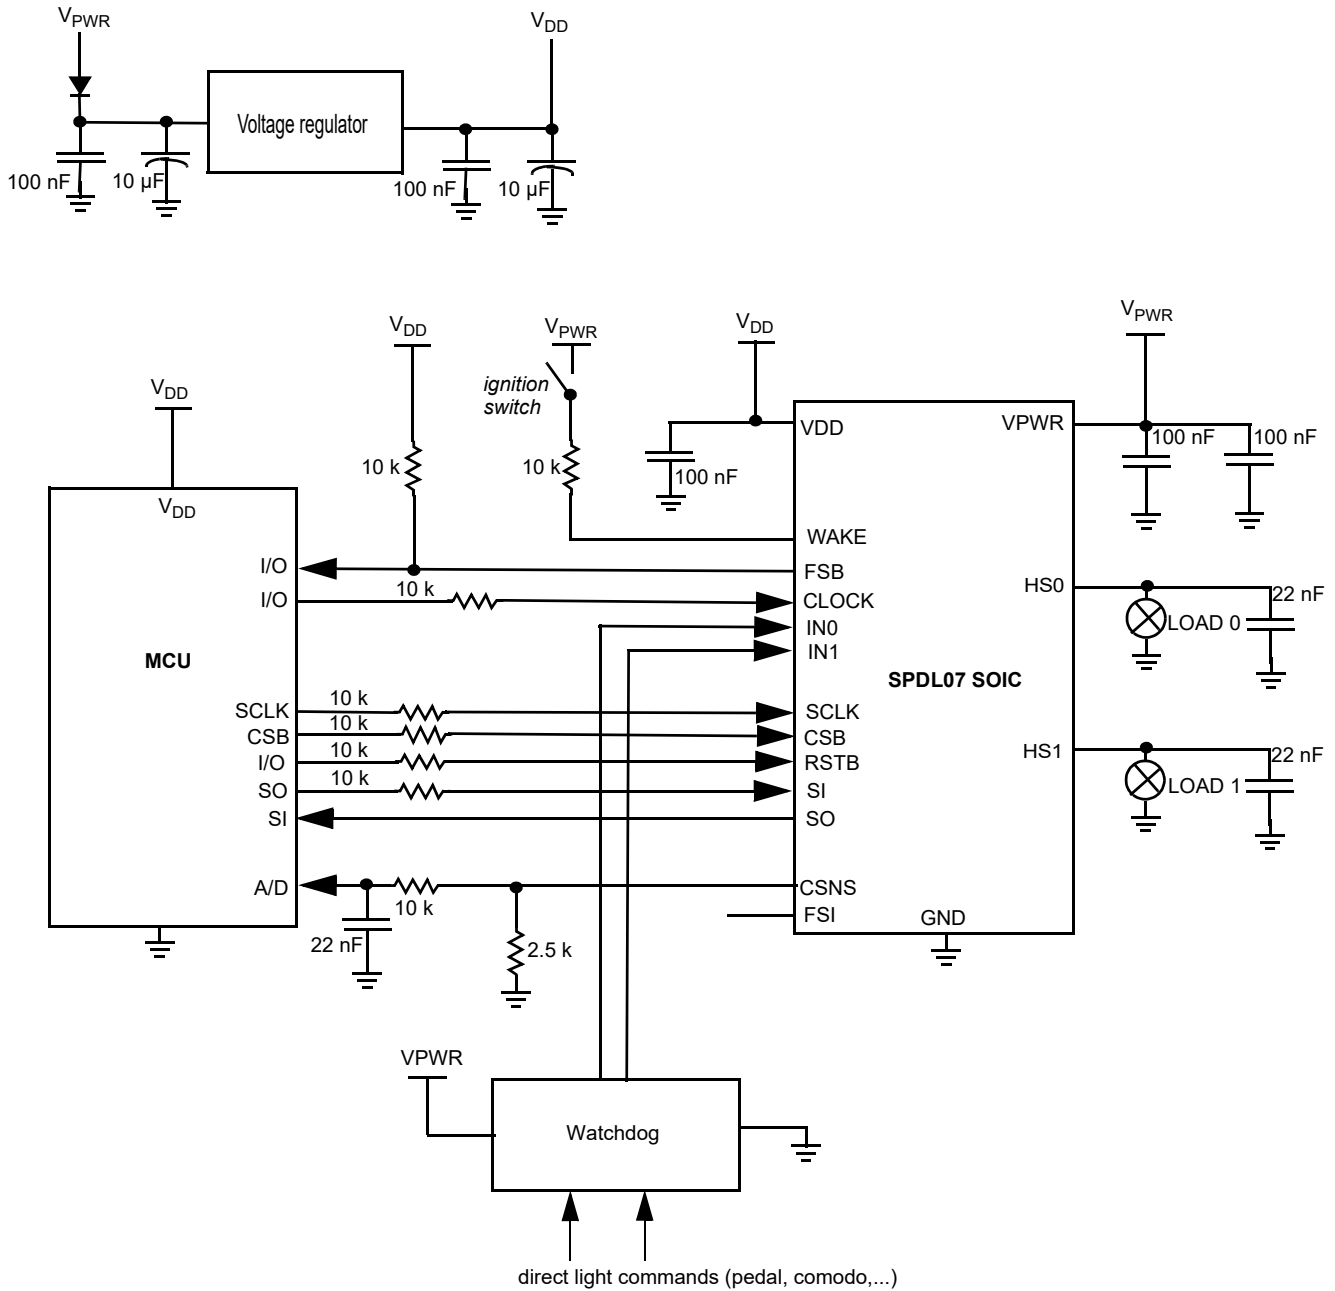 VPWR
VDD
Voltage regulator
100 nF
10 µF
100 nF
10 µF
VDD
VPWR
VDD
VPWR
ignition
switch
VDD
10 k
10 k
100 nF
VDD
VPWR
100 nF
100 nF
VDD
WAKE
I/O
FSB
I/O
10 k
CLOCK
IN0
IN1
HS0
22 nF
LOAD 0
MCU
SPDL07 SOIC
SCLK
10 k
SCLK
CSB
10 k
CSB
I/O
10 k
RSTB
SO
10 k
SI
SI
SO
HS1
22 nF
LOAD 1
A/D
10 k
CSNS
FSI
GND
22 nF
2.5 k
VPWR
Watchdog
direct light commands (pedal, comodo,...)